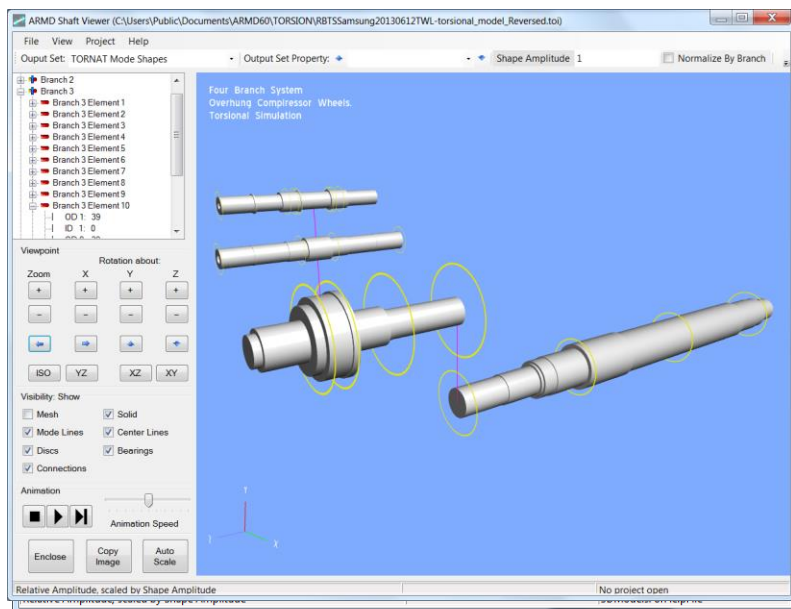 ARMD Shaft Viewer (C:\Users\Public\Documents\ARMD60\TORSION\RBTSSamsung20130612TWL-torsional_model_Reversed.toi)
File View Project Help
Ouput Set: TORNAT Mode Shapes Output Set Property: Shape Amplitude 1 Normalize By Branch
Branch 2
Branch 3
Branch 3 Element 1
Branch 3 Element 2
Branch 3 Element 3
Branch 3 Element 4
Branch 3 Element 5
Branch 3 Element 6
Branch 3 Element 7
Branch 3 Element 8
Branch 3 Element 9
Branch 3 Element 10
OD 1: 39
ID 1: 0
Four Branch System
Overhung Compirssor Wheels.
Torsional Simulation
Viewpoint
Rotation about:
Zoom X Y Z
+ + + +
- - - -
ISO YZ XZ XY
Visibility: Show
Mesh Solid
Mode Lines Center Lines
Discs Bearings
Connections
Animation
Animation Speed
Enclose Copy Image Auto Scale
Y
X
Relative Amplitude, scaled by Shape Amplitude No project open